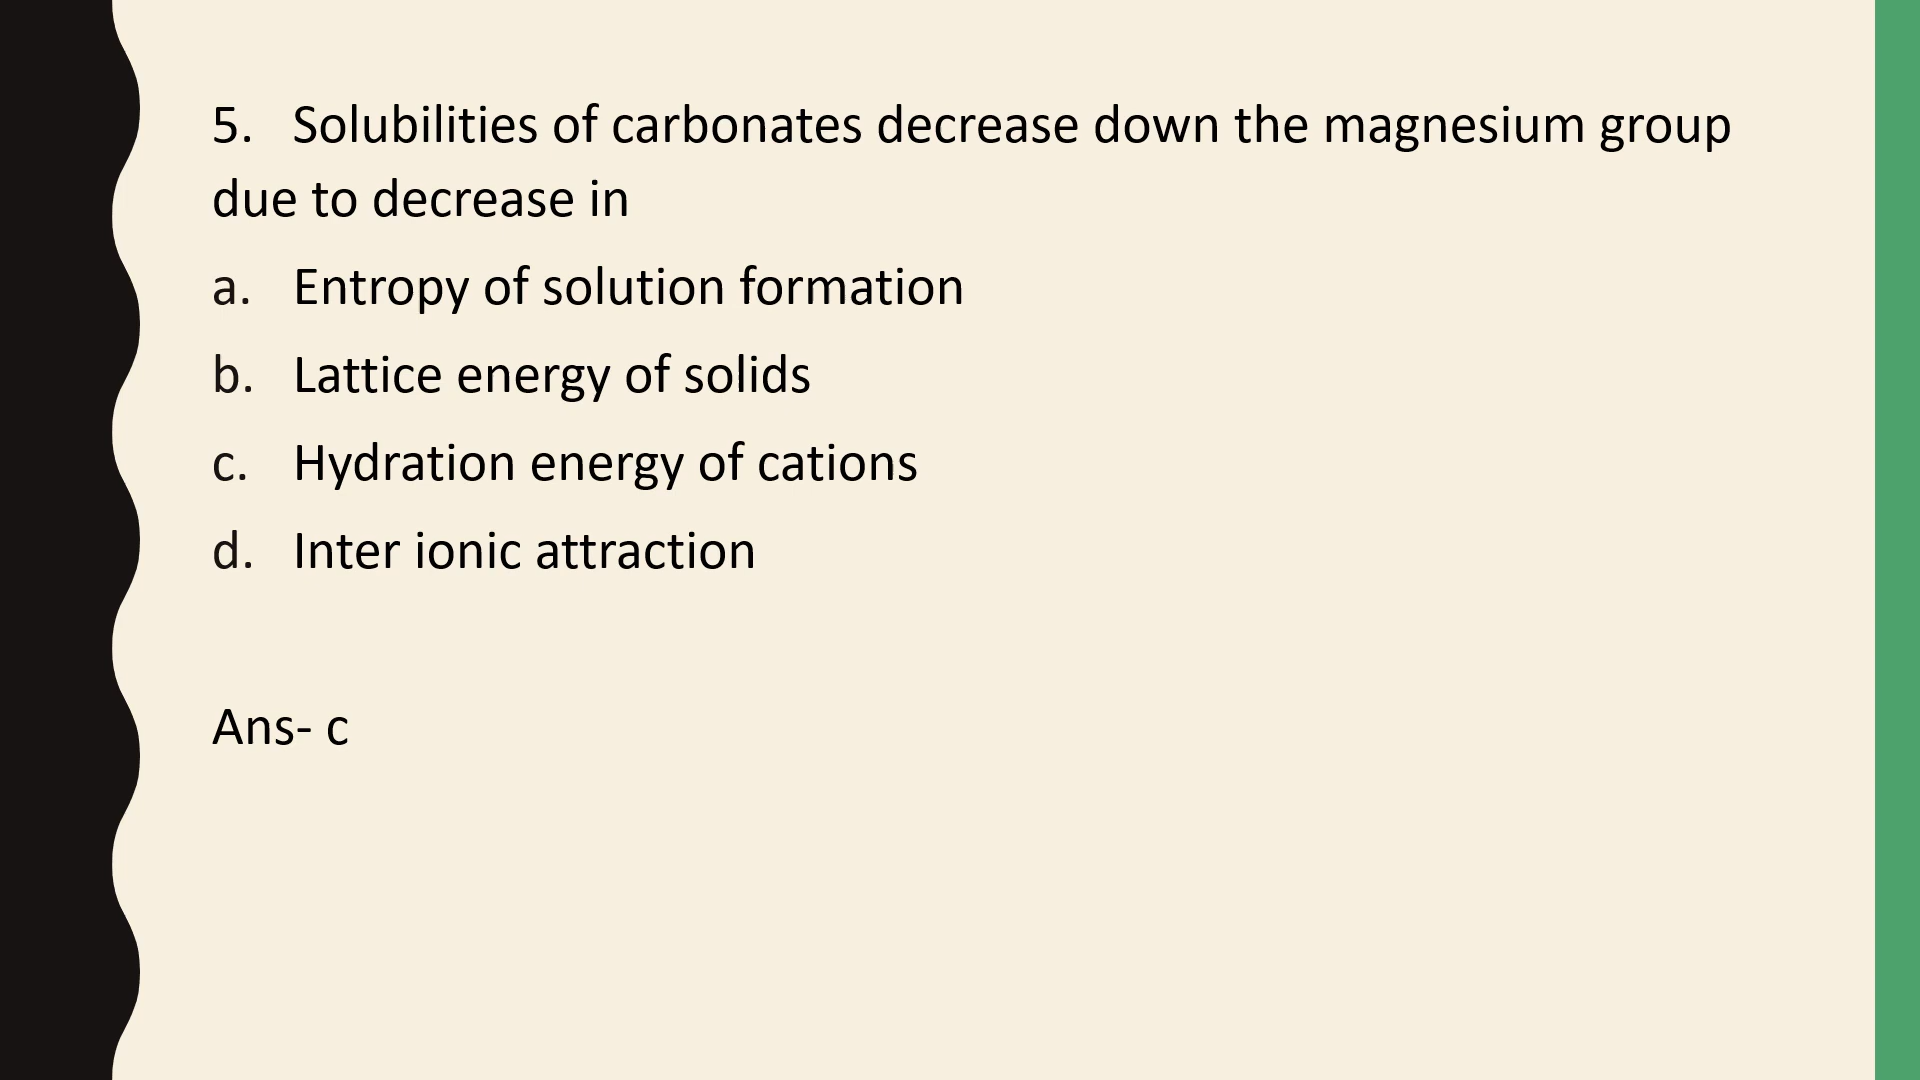 5. Solubilities of carbonates decrease down the magnesium group
due to decrease in
a. Entropy of solution formation
b. Lattice energy of solids
c. Hydration energy of cations
d. Inter ionic attraction
Ans- c